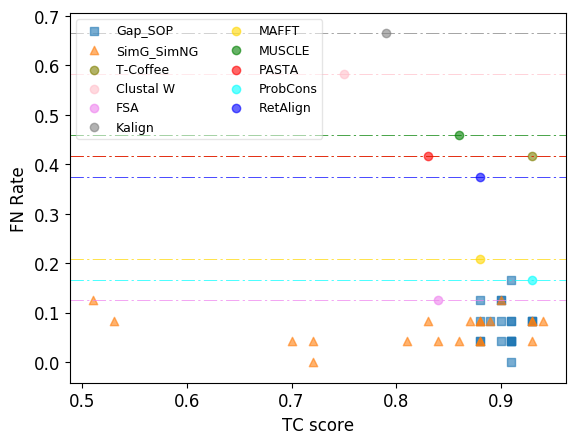 0.7
0.6
0.5
0.4
0.3
0.2
0.1
0.0
FN Rate
Gap_SOP
SimG_SimNG
T-Coffee
Clustal W
FSA
Kalign
MAFFT
MUSCLE
PASTA
ProbCons
RetAlign
0.5 0.6 0.7 0.8 0.9
TC score